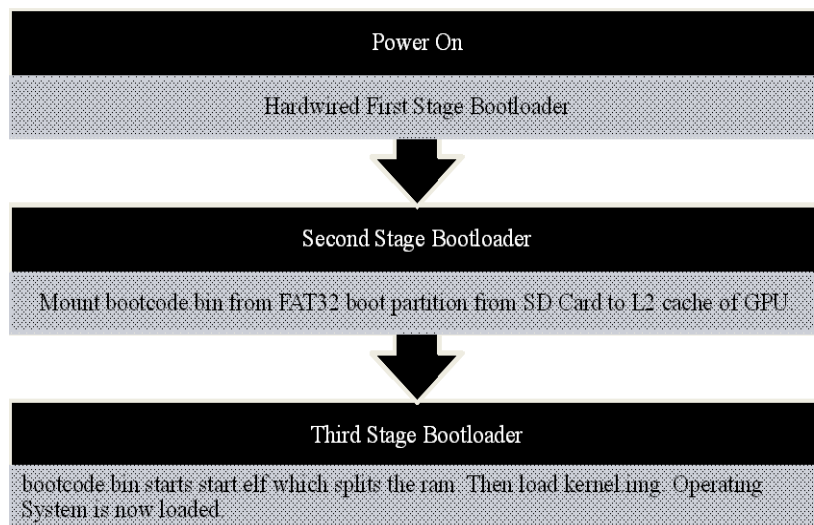 Power On
Hardwired First Stage Bootloader
Second Stage Bootloader
Mount bootcode.bin from FAT32 boot partition from SD Card to L2 cache of GPU
Third Stage Bootloader
bootcode.bin starts start.elf which splits the ram. Then load kernel.img. Operating
System is now loaded.